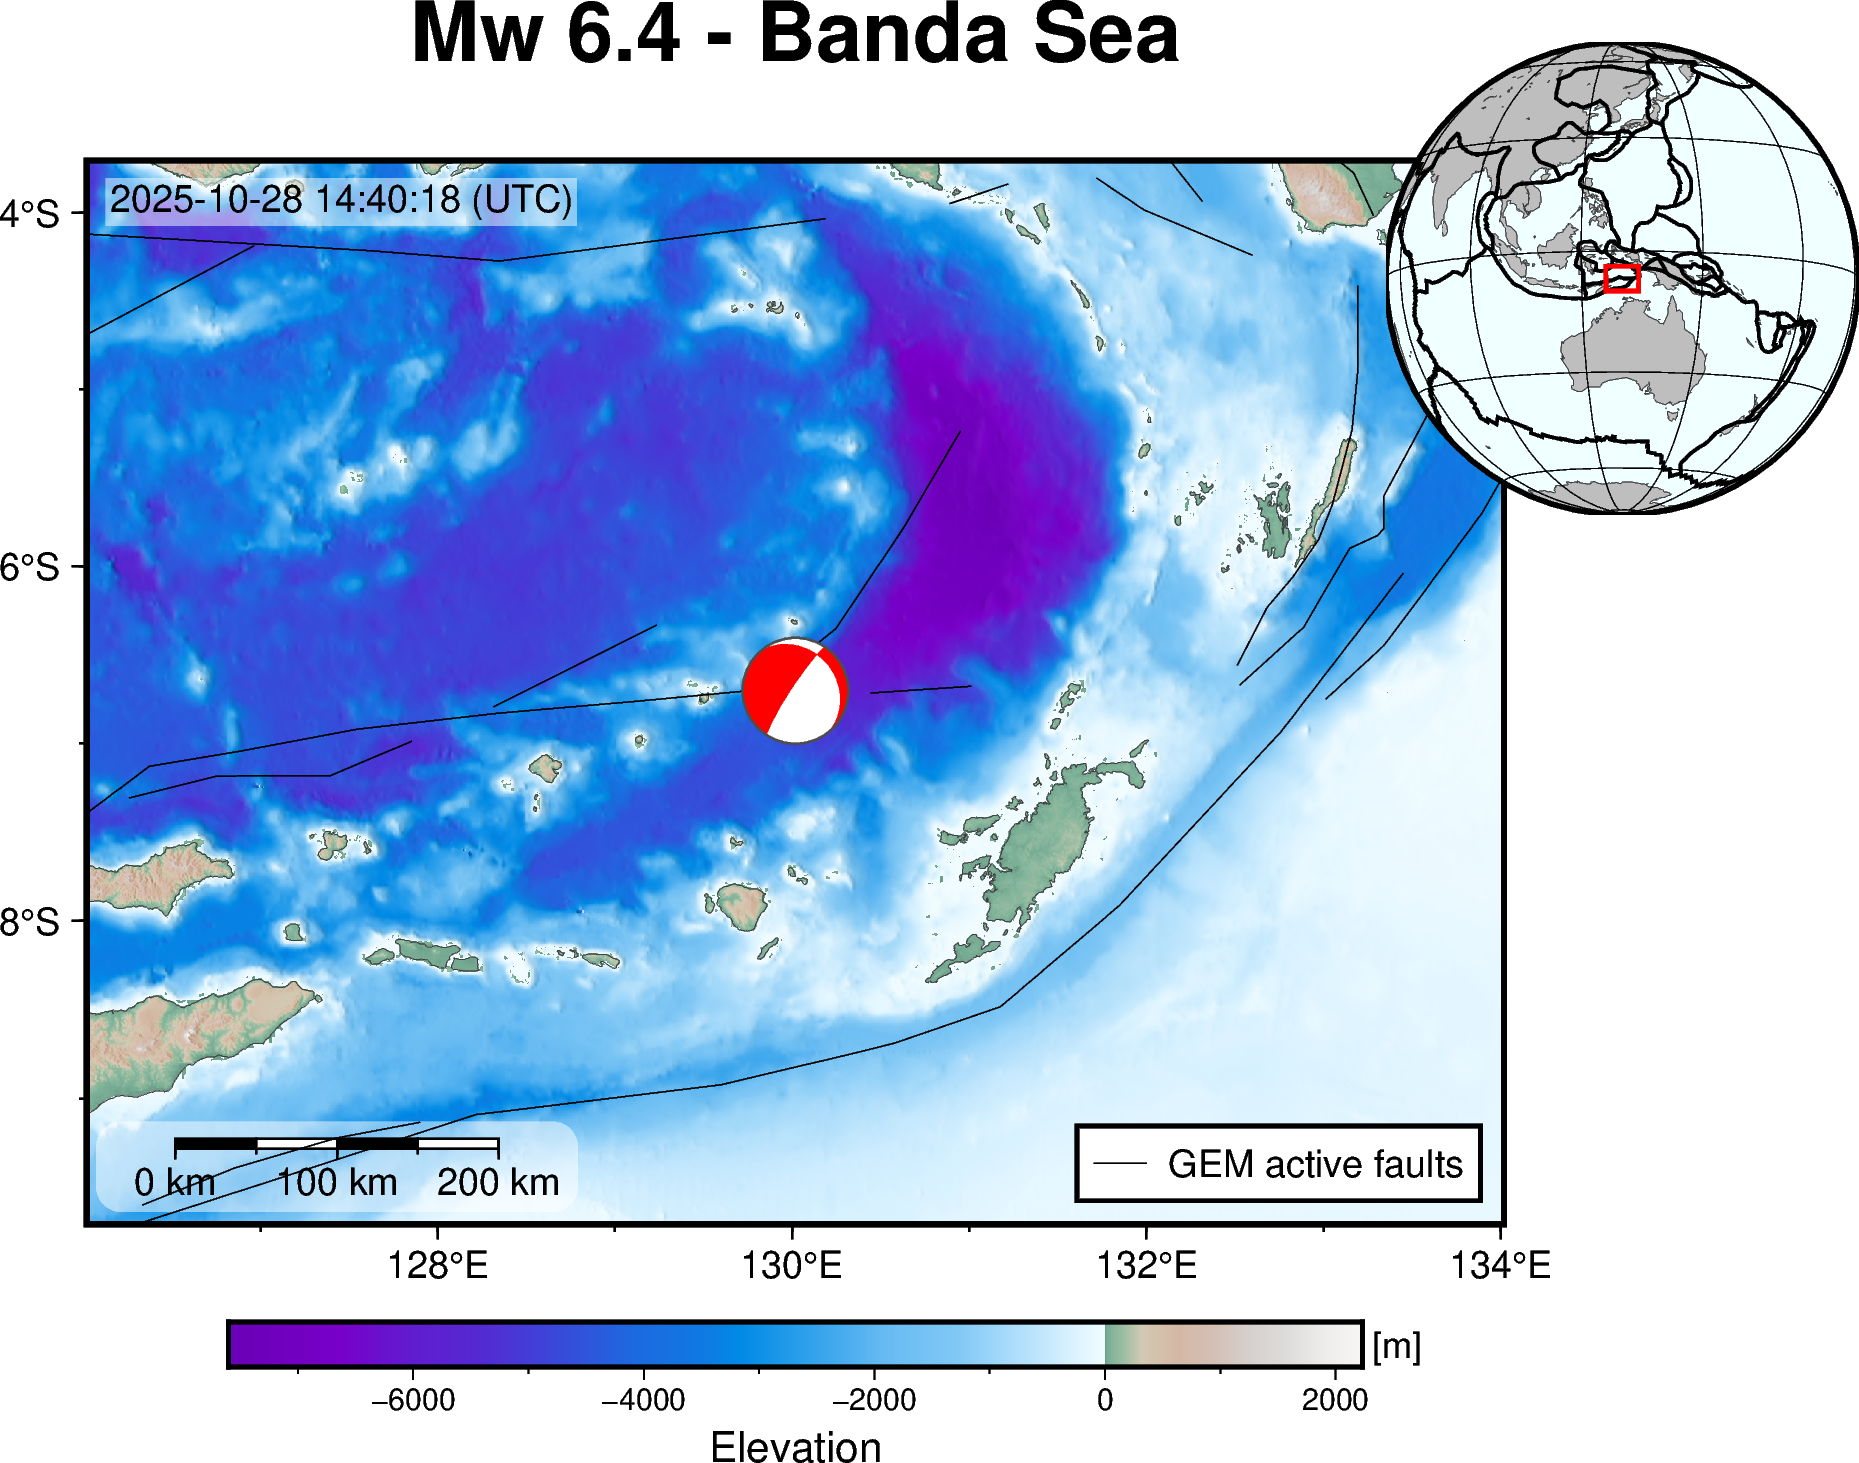 Mw 6.4 - Banda Sea
2025-10-28 14:40:18 (UTC)
4°S
6°S
8°S
0 km 100 km 200 km
GEM active faults
128°E 130°E 132°E 134°E
[m]
−6000 −4000 −2000 0 2000
Elevation